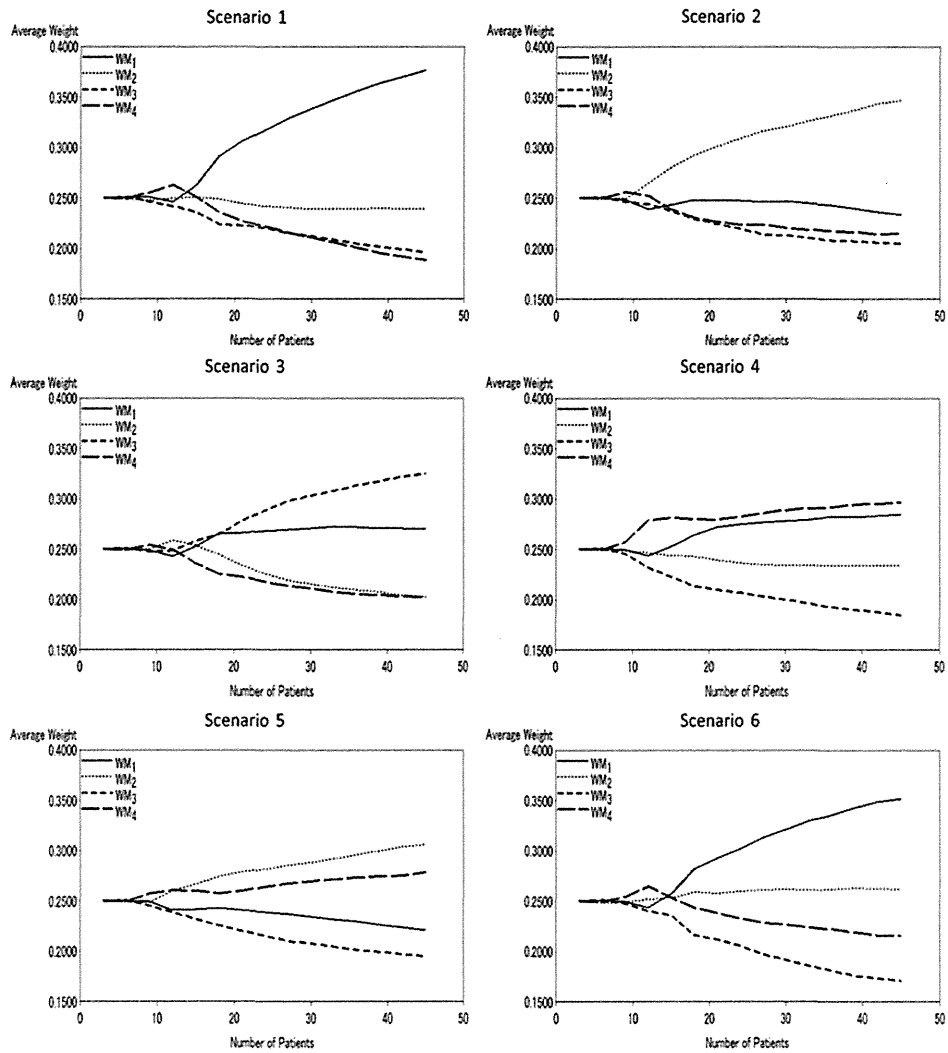 Scenario 1
Average Weight
0.4000
WM1
WM2
WM3
WM4
0.3500
0.3000
0.2500
0.2000
0.1500
0 10 20 30 40 50
Number of Patients
Scenario 2
Average Weight
0.4000
WM1
WM2
WM3
WM4
0.3500
0.3000
0.2500
0.2000
0.1500
0 10 20 30 40 50
Number of Patients
Scenario 3
Average Weight
0.4000
WM1
WM2
WM3
WM4
0.3500
0.3000
0.2500
0.2000
0.1500
0 10 20 30 40 50
Number of Patients
Scenario 4
Average Weight
0.4000
WM1
WM2
WM3
WM4
0.3500
0.3000
0.2500
0.2000
0.1500
0 10 20 30 40 50
Number of Patients
Scenario 5
Average Weight
0.4000
WM1
WM2
WM3
WM4
0.3500
0.3000
0.2500
0.2000
0.1500
0 10 20 30 40 50
Number of Patients
Scenario 6
Average Weight
0.4000
WM1
WM2
WM3
WM4
0.3500
0.3000
0.2500
0.2000
0.1500
0 10 20 30 40 50
Number of Patients